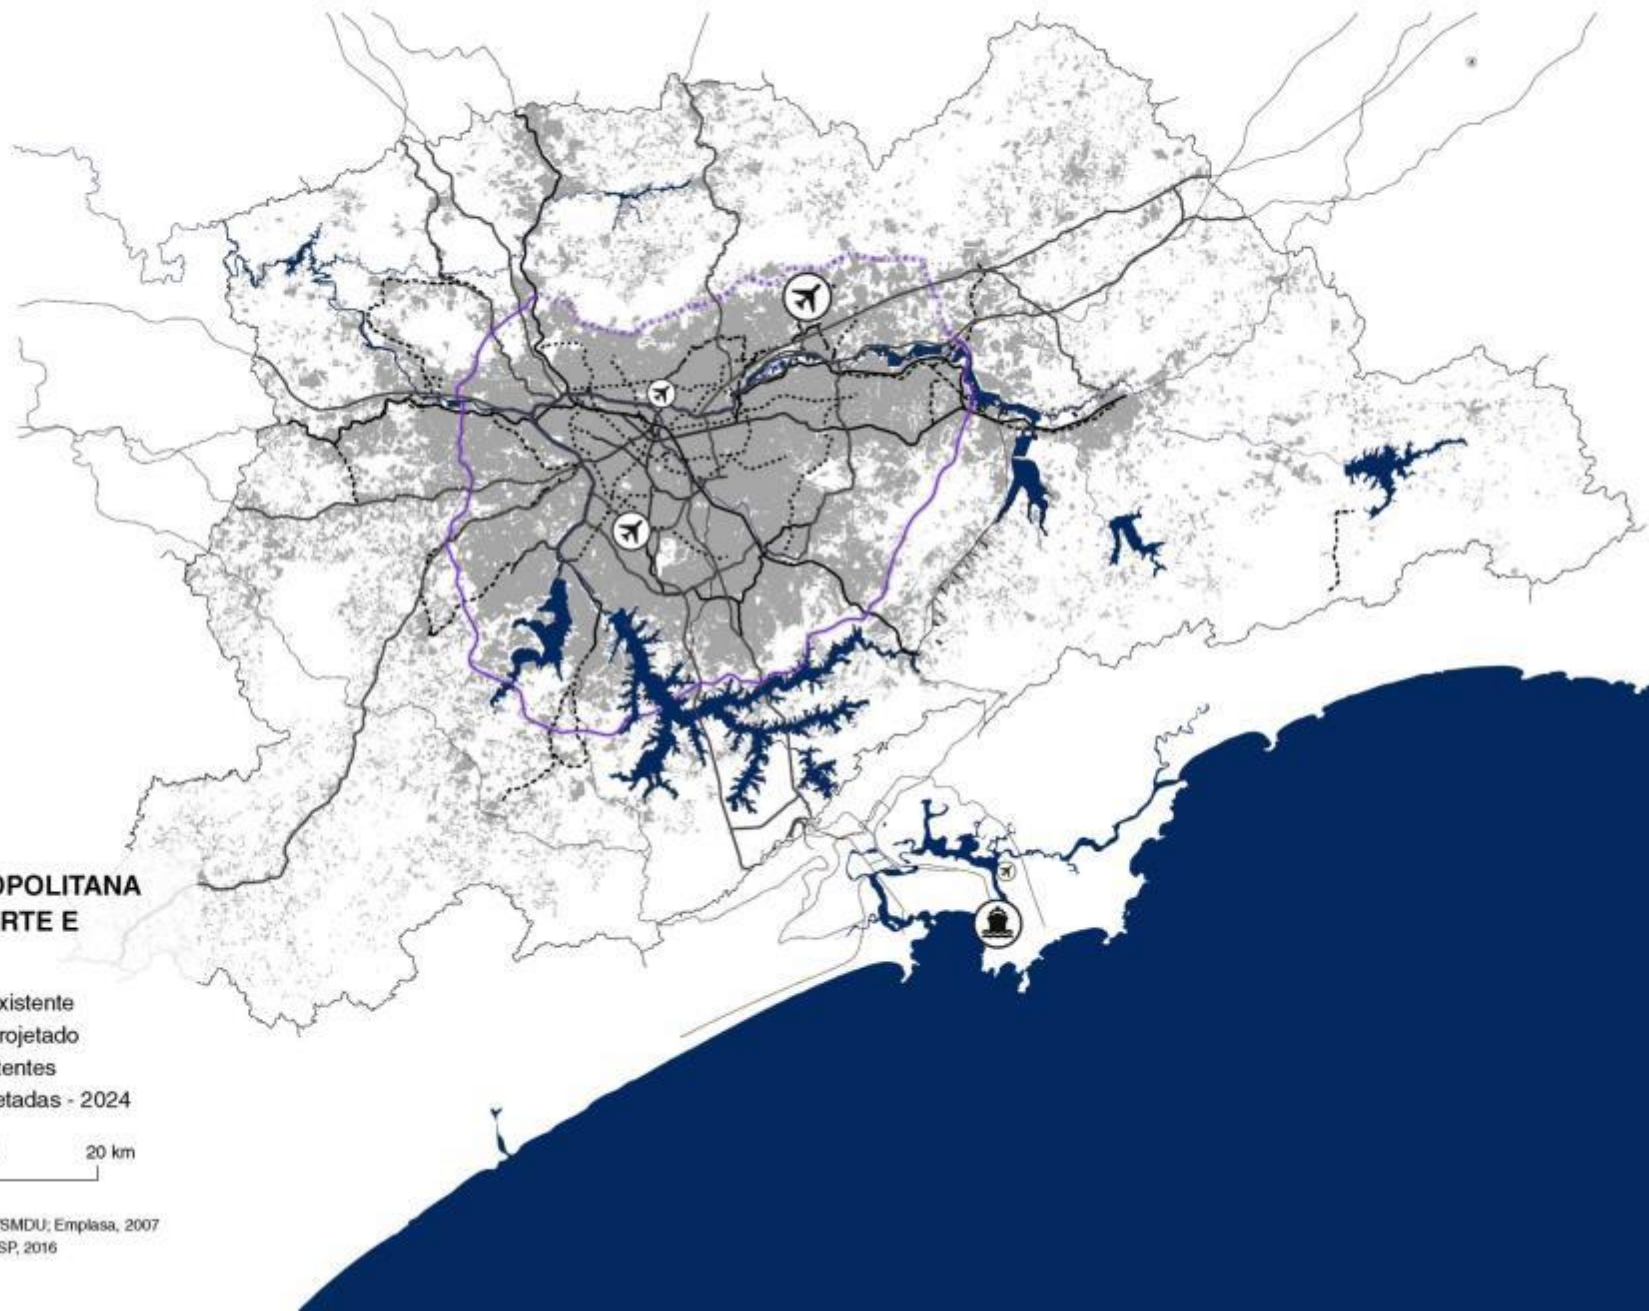 OPOLITANA
RTE E
xistente
rojetado
tentes
etadas - 2024
20 km
/SMDU; Emplasa, 2007
SP, 2016